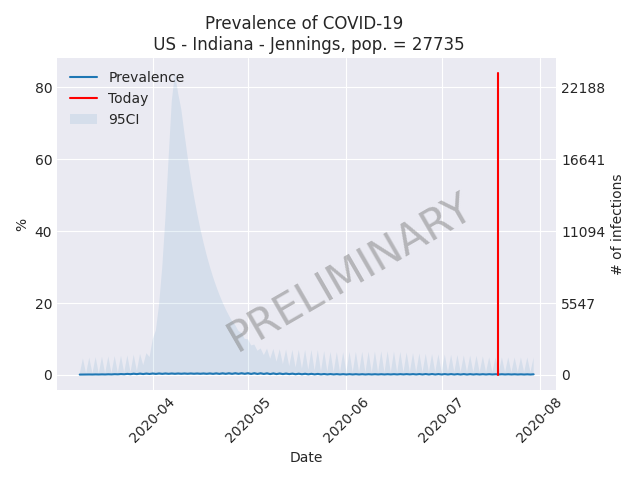 Prevalence of COVID-19
US - Indiana - Jennings, pop. = 27735
Prevalence
Today
95CI
80
60
40
20
0
%
22188
16641
11094
5547
0
# of infections
PRELIMINARY
2020-04
2020-05
2020-06
2020-07
2020-08
Date